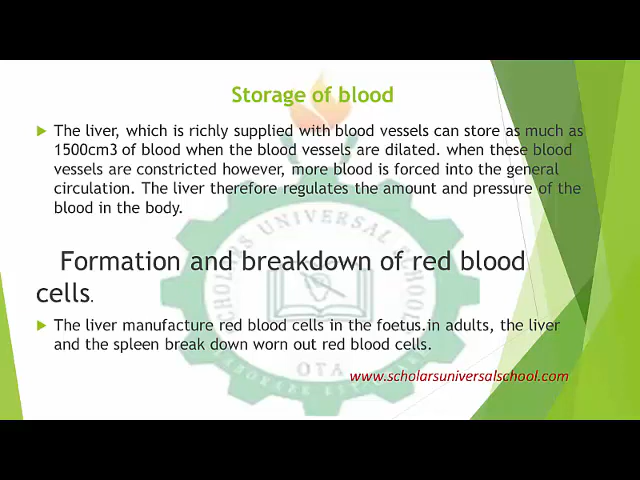 Storage of blood
The liver, which is richly supplied with blood vessels can store as much as
1500cm3 of blood when the blood vessels are dilated. when these blood
vessels are constricted however, more blood is forced into the general
circulation. The liver therefore regulates the amount and pressure of the
blood in the body.
Formation and breakdown of red blood
cells.
The liver manufacture red blood cells in the foetus.in adults, the liver
and the spleen break down worn out red blood cells.
www.scholarsuniversalschool.com
SCHOLARS UNIVERSAL SCHOOL
OTA